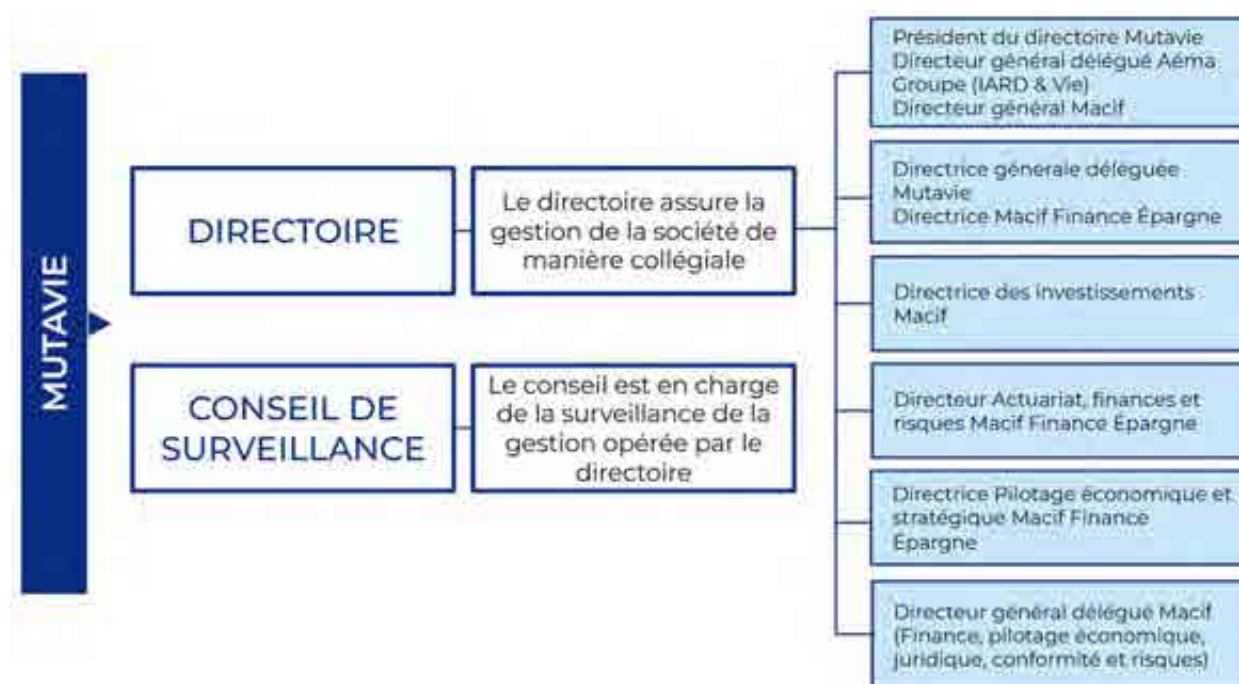 MUTAVIE
DIRECTOIRE
Le directoire assure la
gestion de la société de
manière collégiale
CONSEIL DE
SURVEILLANCE
Le conseil est en charge
de la surveillance de la
gestion opérée par le
directoire
Président du directoire Mutavie
Directeur général délégué Aéma
Groupe (IARD & Vie)
Directeur général Macif
Directrice génerale déléguée
Mutavie
Directrice Macif Finance Épargne
Directrice des investissements
Macif
Directeur Actuariat, finances et
risques Macif Finance Épargne
Directrice Pilotage économique et
stratégique Macif Finance
Épargne
Directeur général délégué Macif
(Finance, pilotage économique,
juridique, conformité et risques)